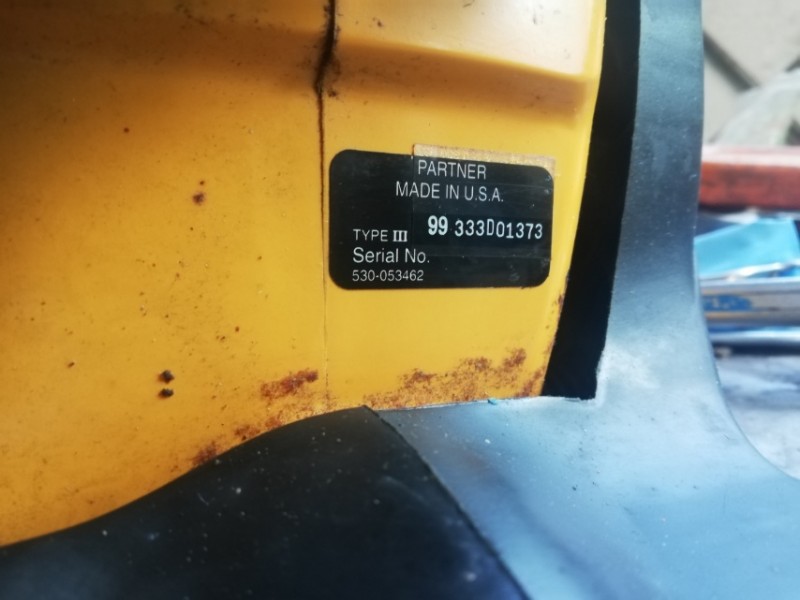 PARTNER
MADE IN U.S.A.
99 333D01373
TYPE III
Serial No.
530-053462